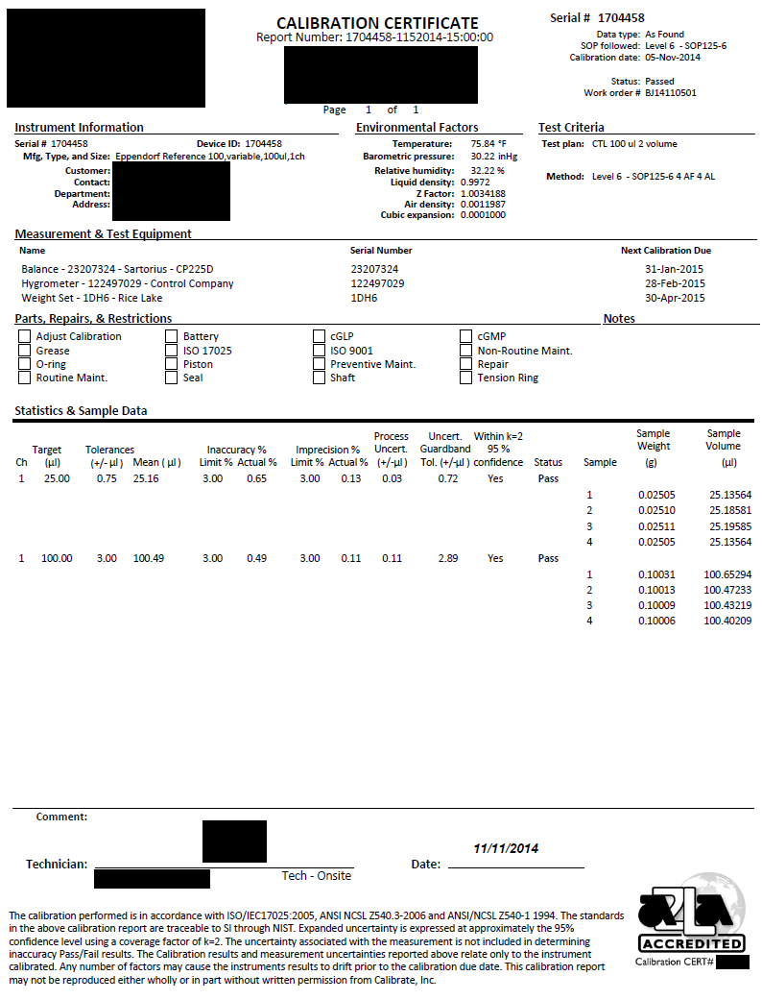 CALIBRATION CERTIFICATE
Report Number: 1704458-1152014-15:00:00
Page 1 of 1
Serial # 1704458
Data type: As Found
SOP followed: Level 6 - SOP125-6
Calibration date: 05-Nov-2014
Status: Passed
Work order # BJ14110501
Instrument Information
Serial # 1704458 Device ID: 1704458
Mfg, Type, and Size: Eppendorf Reference 100,variable,100ul,1ch
Customer:
Contact:
Department:
Address:
Environmental Factors
Temperature: 75.84 °F
Barometric pressure: 30.22 inHg
Relative humidity: 32.22 %
Liquid density: 0.9972
Z Factor: 1.0034188
Air density: 0.0011987
Cubic expansion: 0.0001000
Test Criteria
Test plan: CTL 100 ul 2 volume
Method: Level 6 - SOP125-6 4 AF 4 AL
Measurement & Test Equipment
Name Serial Number Next Calibration Due
Balance - 23207324 - Sartorius - CP225D 23207324 31-Jan-2015
Hygrometer - 122497029 - Control Company 122497029 28-Feb-2015
Weight Set - 1DH6 - Rice Lake 1DH6 30-Apr-2015
Parts, Repairs, & Restrictions Notes
Adjust Calibration Battery cGLP cGMP
Grease ISO 17025 ISO 9001 Non-Routine Maint.
O-ring Piston Preventive Maint. Repair
Routine Maint. Seal Shaft Tension Ring
Statistics & Sample Data
Process Uncert. Within k=2 Sample Sample
Target Tolerances Inaccuracy % Imprecision % Uncert. Guardband 95 % Weight Volume
Ch (µl) (+/- µl ) Mean ( µl ) Limit % Actual % Limit % Actual % (+/-µl ) Tol. (+/-µl ) confidence Status Sample (g) (µl)
1 25.00 0.75 25.16 3.00 0.65 3.00 0.13 0.03 0.72 Yes Pass
1 0.02505 25.13564
2 0.02510 25.18581
3 0.02511 25.19585
4 0.02505 25.13564
1 100.00 3.00 100.49 3.00 0.49 3.00 0.11 0.11 2.89 Yes Pass
1 0.10031 100.65294
2 0.10013 100.47233
3 0.10009 100.43219
4 0.10006 100.40209
Comment:
Technician:
Tech - Onsite
Date: 11/11/2014
The calibration performed is in accordance with ISO/IEC17025:2005, ANSI NCSL Z540.3-2006 and ANSI/NCSL Z540-1 1994. The standards
in the above calibration report are traceable to SI through NIST. Expanded uncertainty is expressed at approximately the 95%
confidence level using a coverage factor of k=2. The uncertainty associated with the measurement is not included in determining
inaccuracy Pass/Fail results. The Calibration results and measurement uncertainties reported above relate only to the instrument
calibrated. Any number of factors may cause the instruments results to drift prior to the calibration due date. This calibration report
may not be reproduced either wholly or in part without written permission from Calibrate, Inc.
A2LA
ACCREDITED
Calibration CERT#